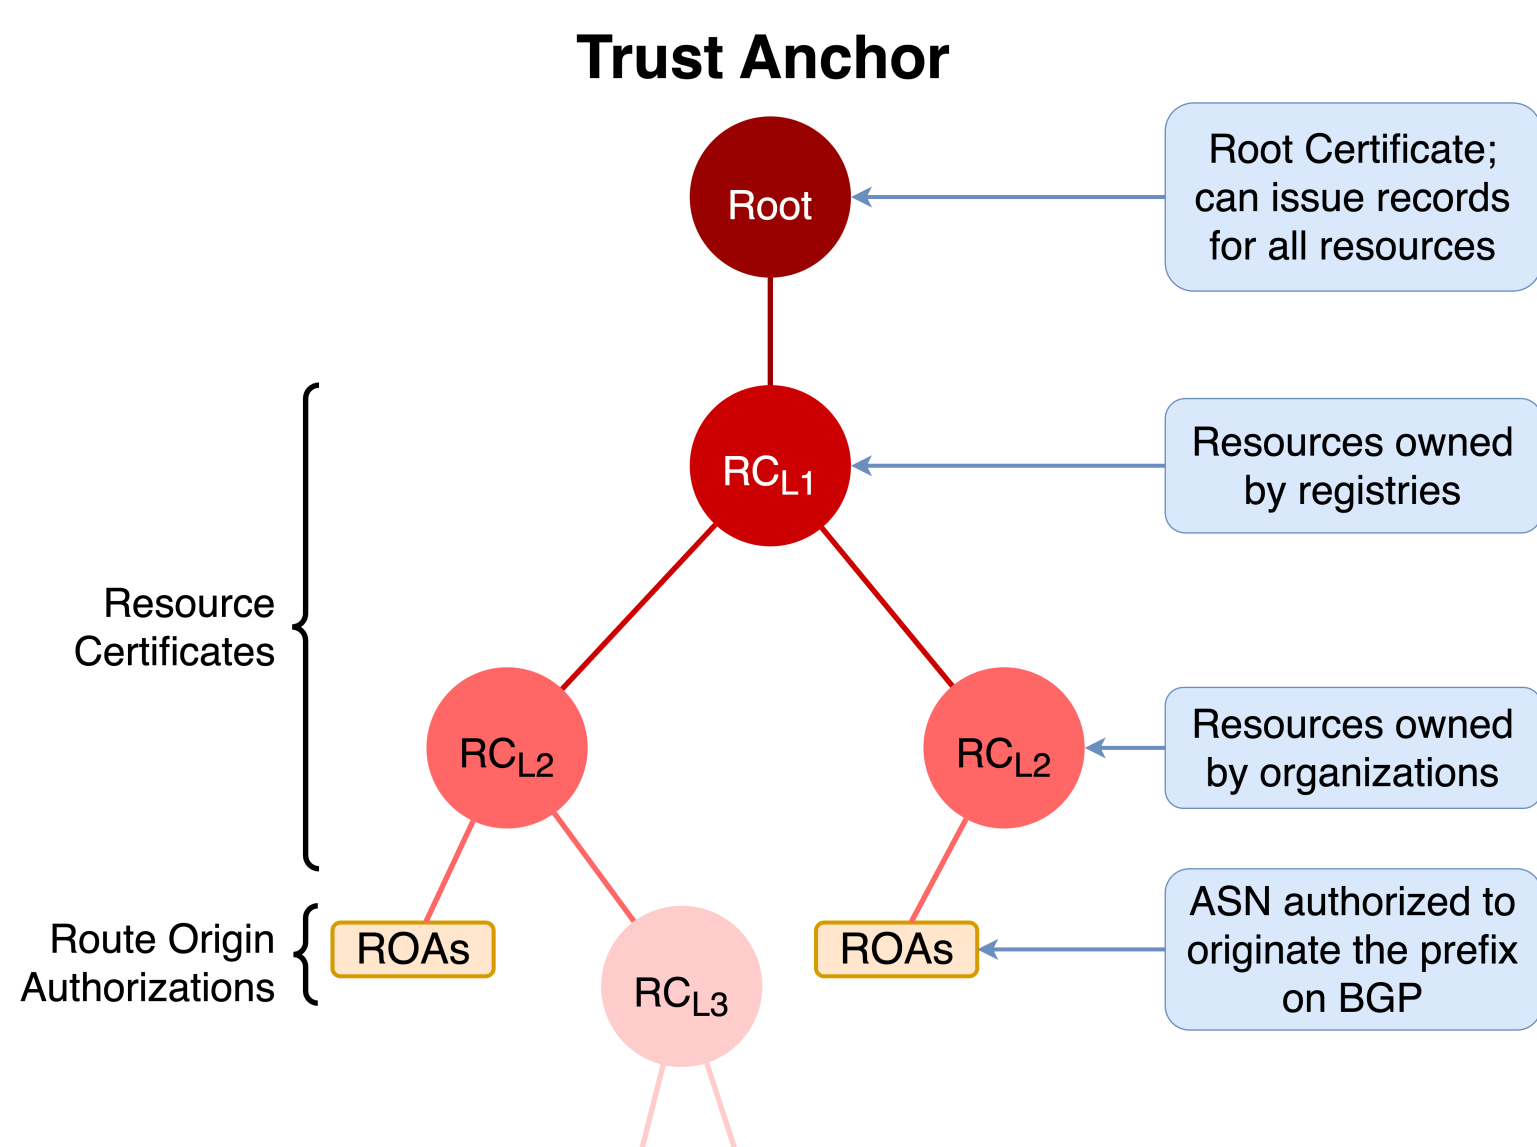 Trust Anchor
Root
Root Certificate;
can issue records
for all resources
RCL1
Resources owned
by registries
Resource
Certificates
RCL2
RCL2
Resources owned
by organizations
Route Origin
Authorizations
ROAs
RCL3
ROAs
ASN authorized to
originate the prefix
on BGP